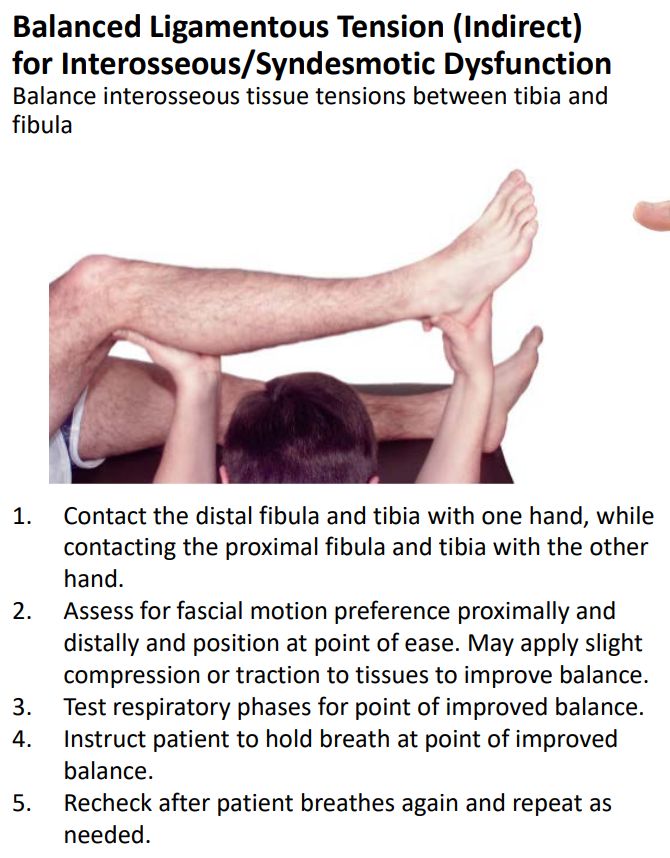 Balanced Ligamentous Tension (Indirect)
for Interosseous/Syndesmotic Dysfunction
Balance interosseous tissue tensions between tibia and
fibula
1. Contact the distal fibula and tibia with one hand, while
contacting the proximal fibula and tibia with the other
hand.
2. Assess for fascial motion preference proximally and
distally and position at point of ease. May apply slight
compression or traction to tissues to improve balance.
3. Test respiratory phases for point of improved balance.
4. Instruct patient to hold breath at point of improved
balance.
5. Recheck after patient breathes again and repeat as
needed.